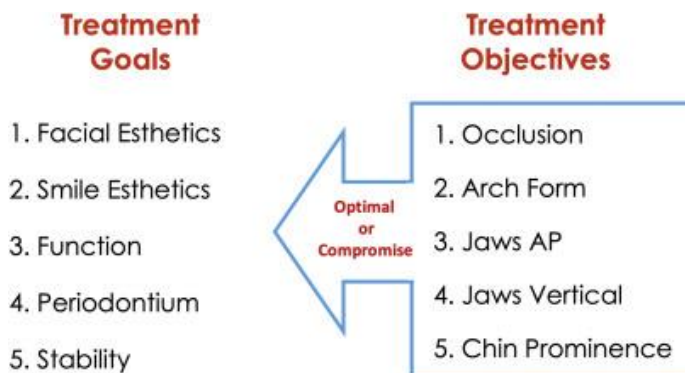 Treatment
Goals
1. Facial Esthetics
2. Smile Esthetics
3. Function
4. Periodontium
5. Stability
Optimal
or
Compromise
Treatment
Objectives
1. Occlusion
2. Arch Form
3. Jaws AP
4. Jaws Vertical
5. Chin Prominence